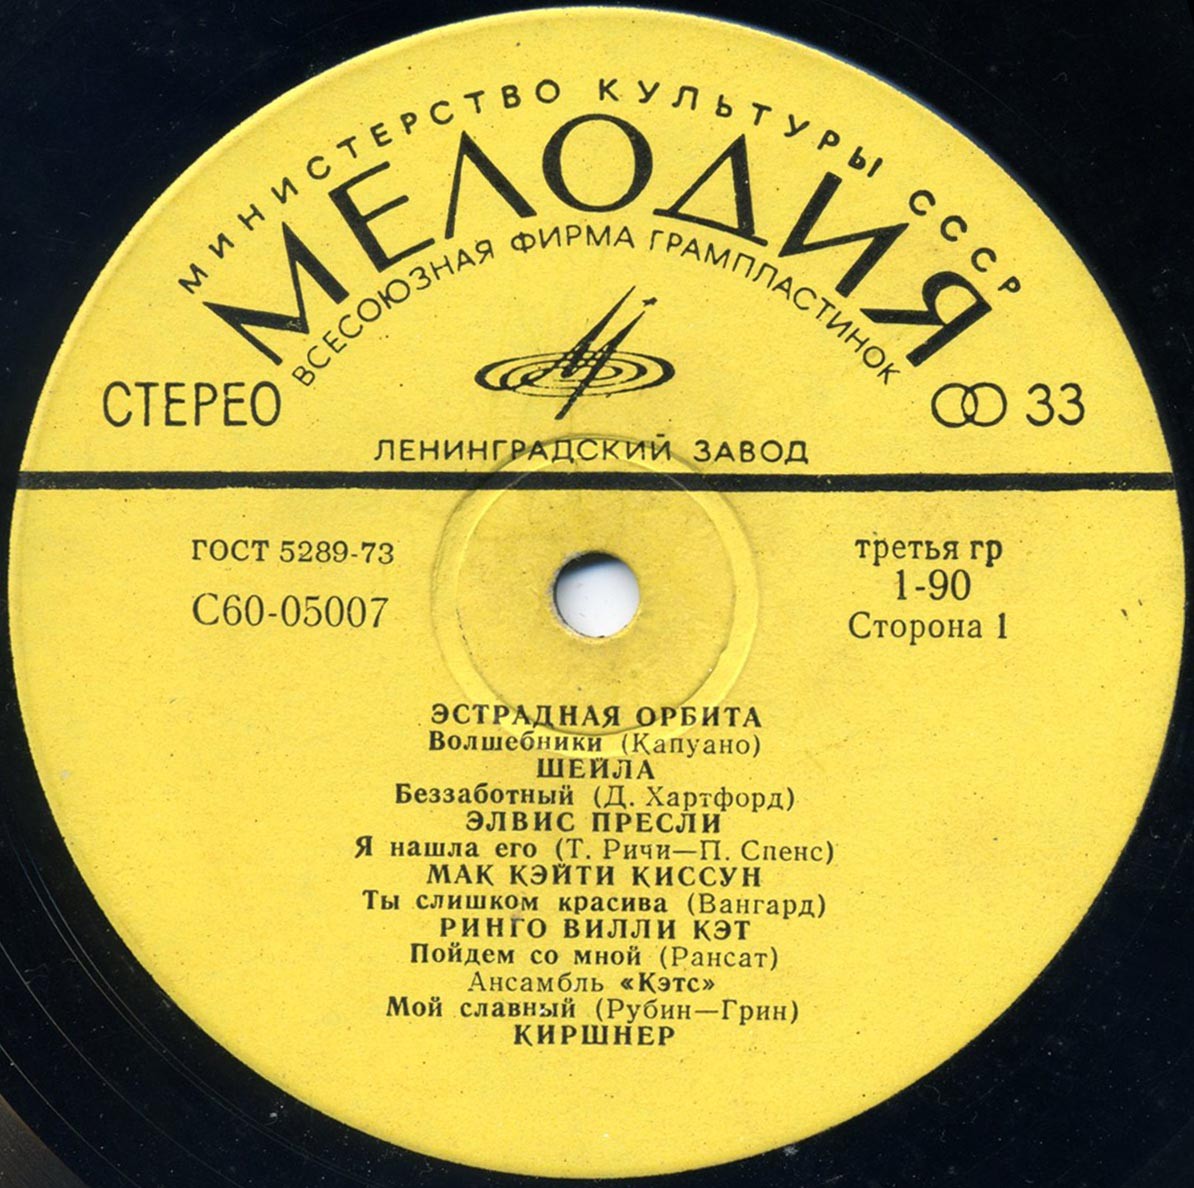 МИНИСТЕРСТВО КУЛЬТУРЫ СССР
МЕЛОДИЯ
ВСЕСОЮЗНАЯ ФИРМА ГРАМПЛАСТИНОК
СТЕРЕО
33
ЛЕНИНГРАДСКИЙ ЗАВОД
ГОСТ 5289-73
С60-05007
третья гр
1-90
Сторона 1
ЭСТРАДНАЯ ОРБИТА
Волшебники (Капуано)
ШЕЙЛА
Беззаботный (Д. Хартфорд)
ЭЛВИС ПРЕСЛИ
Я нашла его (Т. Ричи—П. Спенс)
МАК КЭЙТИ КИССУН
Ты слишком красива (Вангард)
РИНГО ВИЛЛИ КЭТ
Пойдем со мной (Рансат)
Ансамбль «Кэтс»
Мой славный (Рубин—Грин)
КИРШНЕР